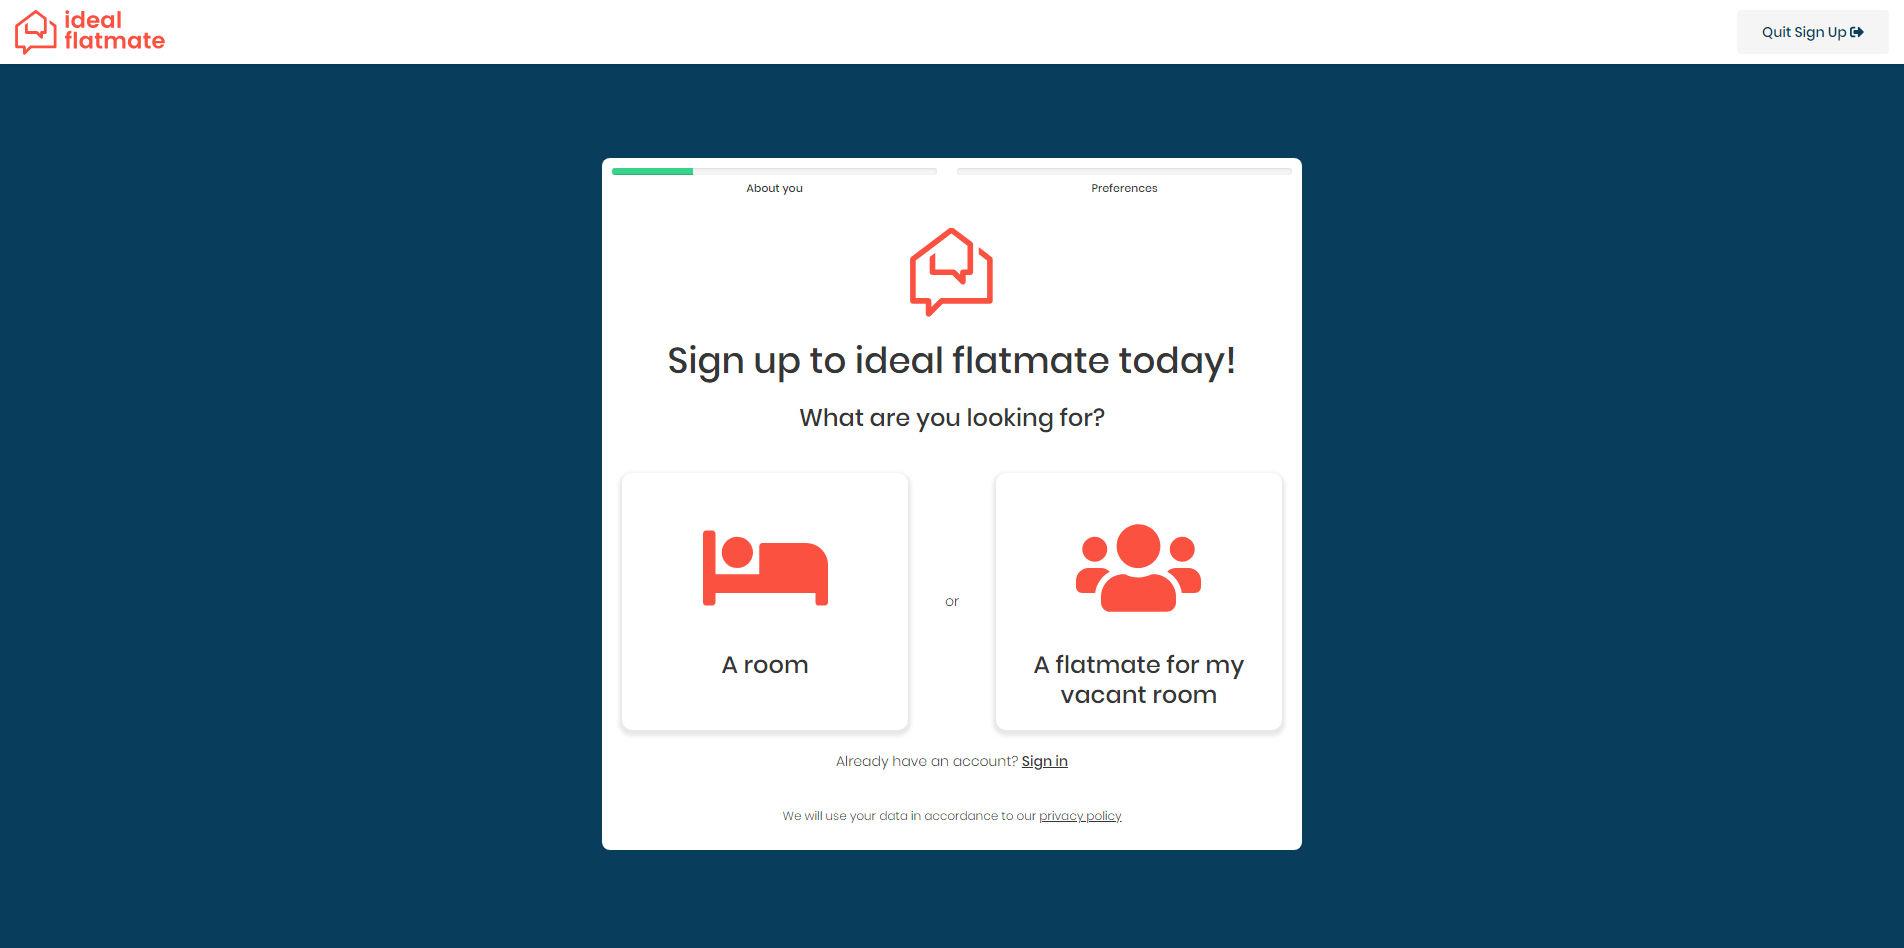 ideal
flatmate
Quit Sign Up
About you
Preferences
Sign up to ideal flatmate today!
What are you looking for?
A room
or
A flatmate for my
vacant room
Already have an account? Sign in
We will use your data in accordance to our privacy policy